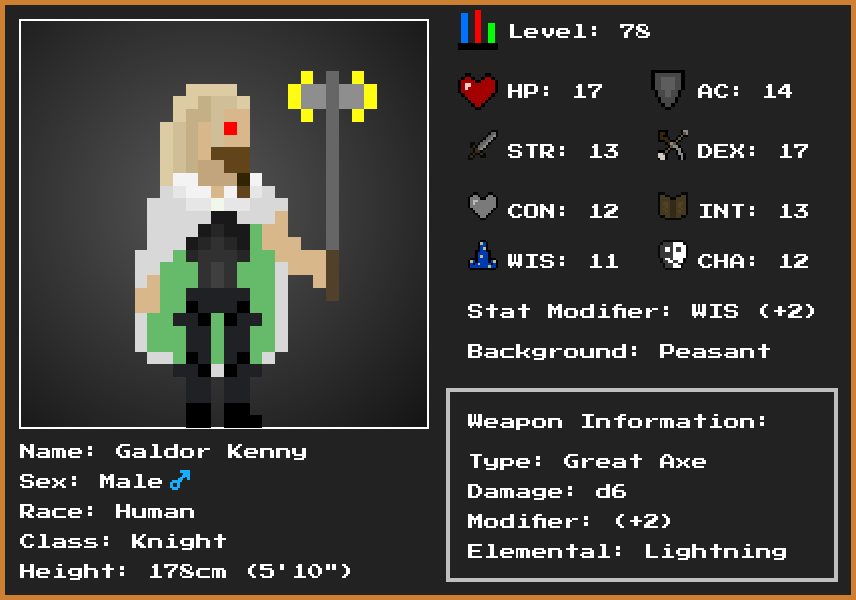 Level: 78
HP: 17 AC: 14
STR: 13 DEX: 17
CON: 12 INT: 13
WIS: 11 CHA: 12
Stat Modifier: WIS (+2)
Background: Peasant
Weapon Information:
Type: Great Axe
Damage: d6
Modifier: (+2)
Elemental: Lightning
Name: Galdor Kenny
Sex: Male ♂
Race: Human
Class: Knight
Height: 178cm (5'10")